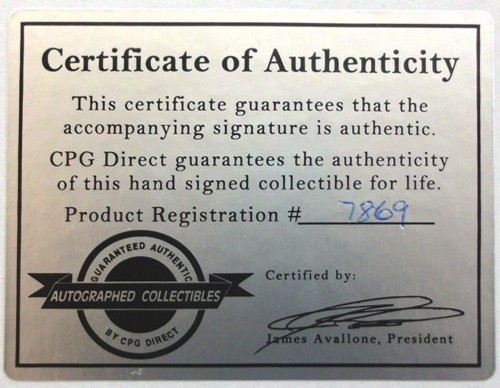 Certificate of Authenticity
This certificate guarantees that the
accompanying signature is authentic.
CPG Direct guarantees the authenticity
of this hand signed collectible for life.
Product Registration # 7869
GUARANTEED AUTHENTIC
AUTOGRAPHED COLLECTIBLES
BY CPG DIRECT
Certified by:
James Avallone, President